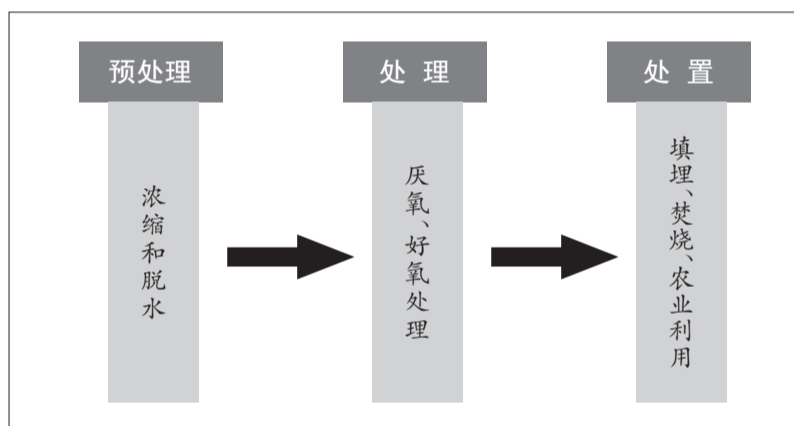 预处理
浓缩和脱水
处理
厌氧、好氧处理
处置
填埋、焚烧、农业利用